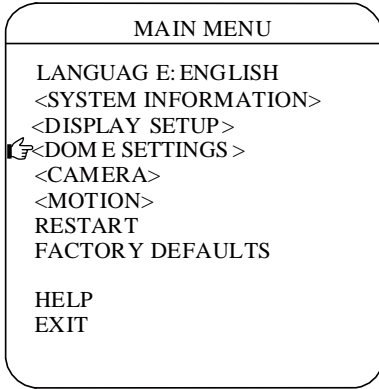 MAIN MENU
LANGUAG E: ENGLISH
<SYSTEM INFORMATION>
<DISPLAY SETUP>
<DOM E SETTINGS >
<CAMERA>
<MOTION>
RESTART
FACTORY DEFAULTS
HELP
EXIT